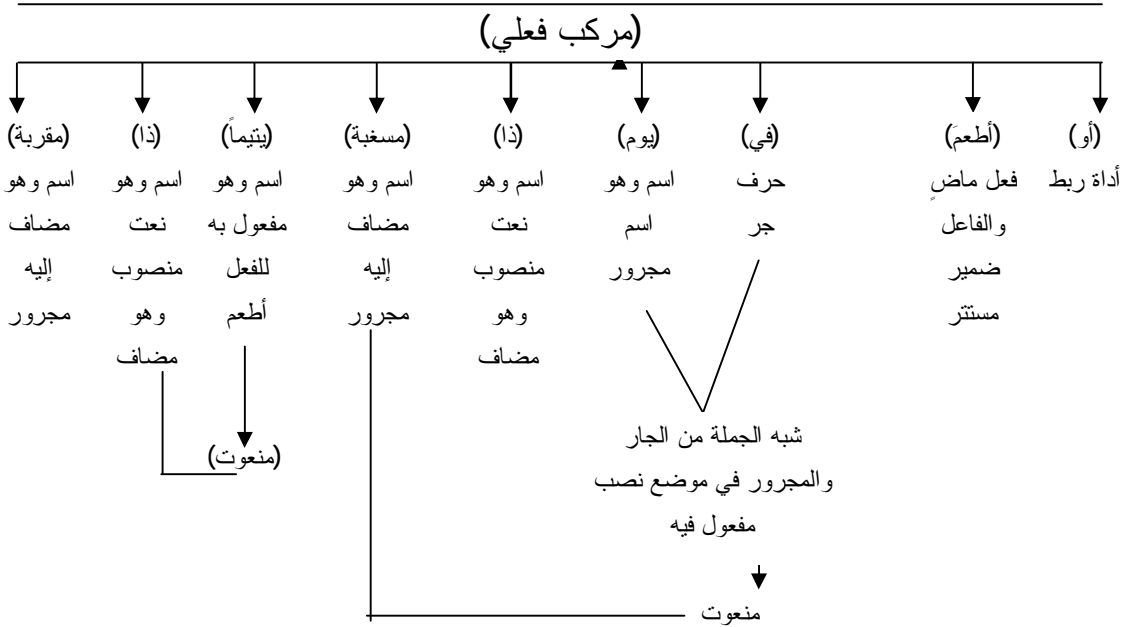 (مركب فعلي)
(أو)
أداة ربط
(أطعمَ)
فعل ماضٍ
والفاعل
ضمير
مستتر
(في)
حرف
جر
(يوم)
اسم وهو
اسم
مجرور
(ذا)
اسم وهو
نعت
منصوب
وهو
مضاف
(مسغبة)
اسم وهو
مضاف
إليه
مجرور
(يتيماً)
اسم وهو
مفعول به
للفعل
أطعم
(ذا)
اسم وهو
نعت
منصوب
وهو
مضاف
(مقربة)
اسم وهو
مضاف
إليه
مجرور
شبه الجملة من الجار
والمجرور في موضع نصب
مفعول فيه
(منعوت)
منعوت